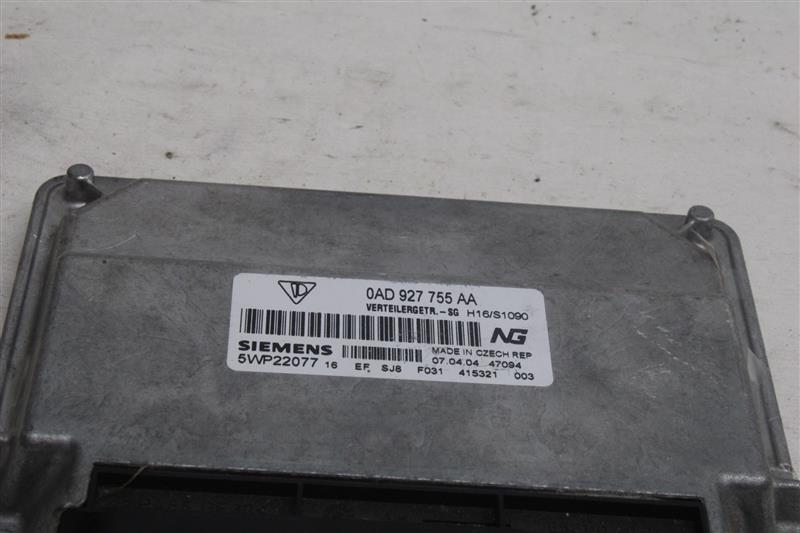 0AD 927 755 AA
VERTEILERGETR.-SG H16/S1090
NG
SIEMENS
MADE IN CZECH REP
5WP22077 16
07.04.04 47094
EF. SJ8 F031 415321 003